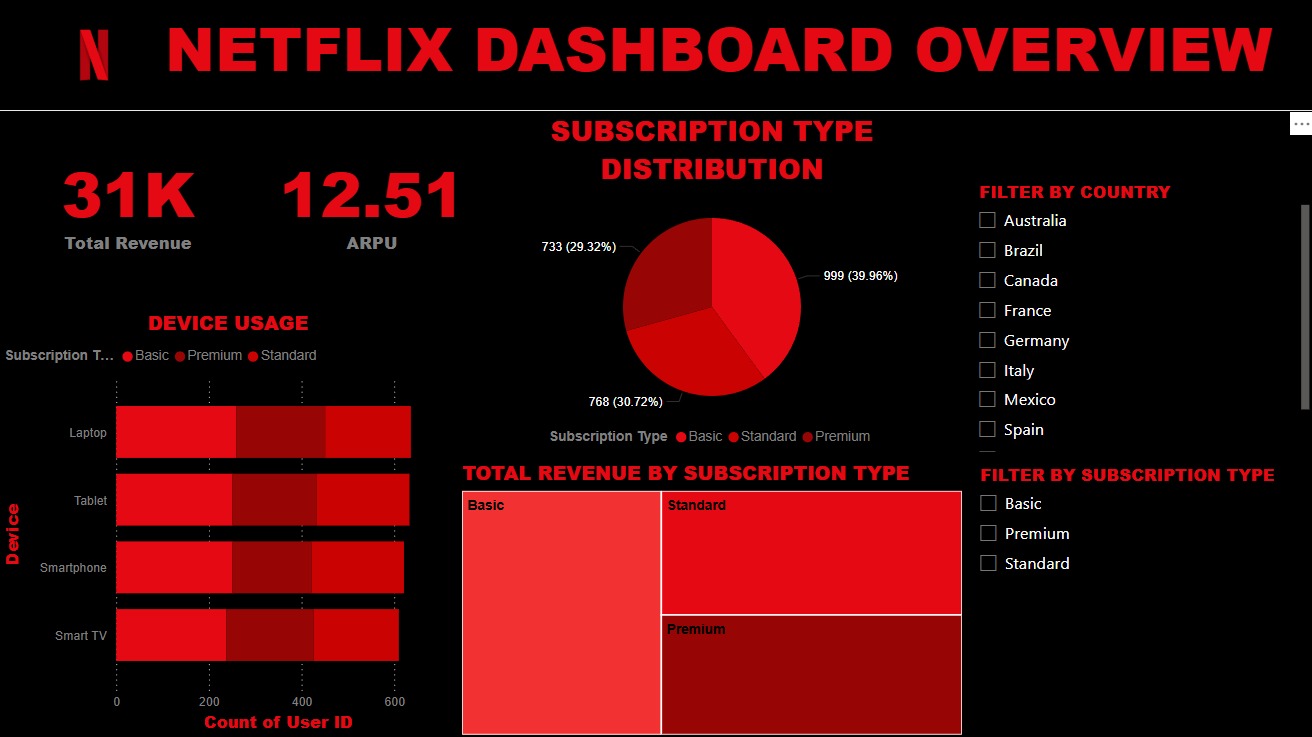 N
NETFLIX DASHBOARD OVERVIEW
31K
Total Revenue
12.51
ARPU
SUBSCRIPTION TYPE
DISTRIBUTION
733 (29.32%)
999 (39.96%)
768 (30.72%)
Subscription Type Basic Standard Premium
DEVICE USAGE
Subscription T... Basic Premium Standard
Device
Laptop
Tablet
Smartphone
Smart TV
0 200 400 600
Count of User ID
TOTAL REVENUE BY SUBSCRIPTION TYPE
Basic
Standard
Premium
...
FILTER BY COUNTRY
Australia
Brazil
Canada
France
Germany
Italy
Mexico
Spain
FILTER BY SUBSCRIPTION TYPE
Basic
Premium
Standard